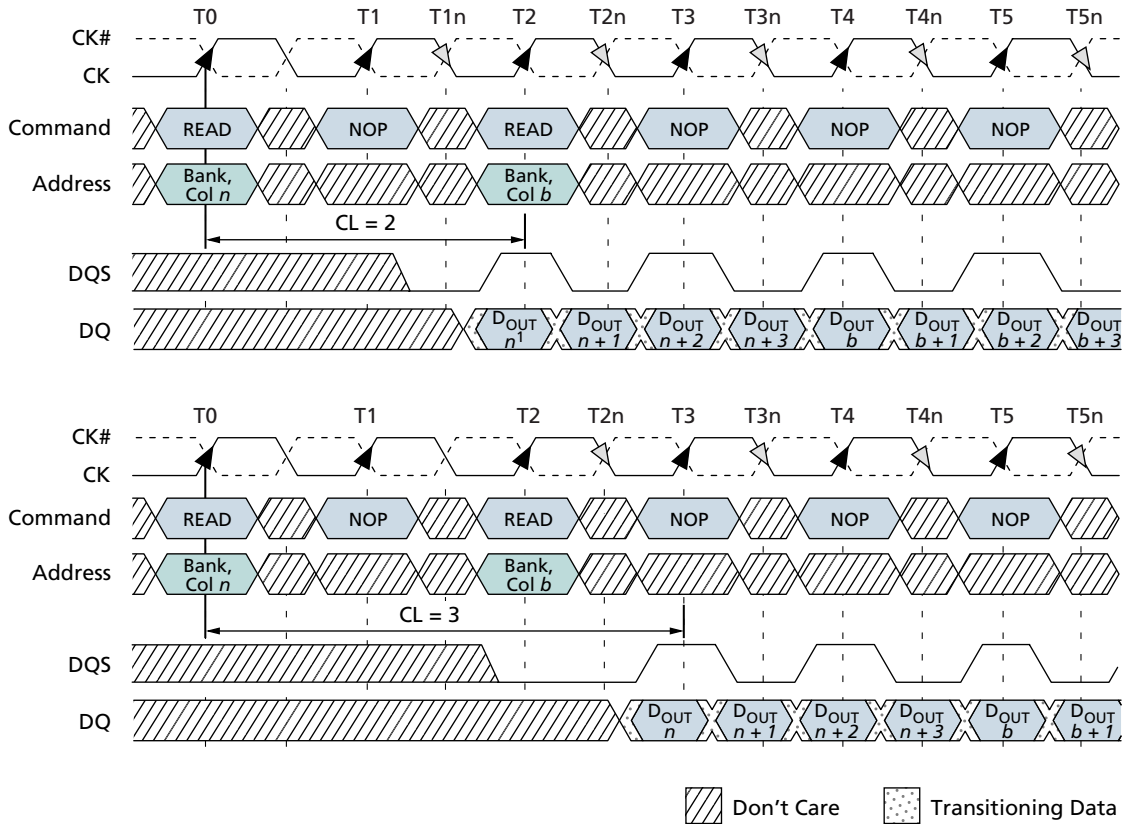 T0 T1 T1n T2 T2n T3 T3n T4 T4n T5 T5n
CK#
CK
Command READ NOP READ NOP NOP NOP
Address Bank, Col n Bank, Col b
CL = 2
DQS
DQ DOUT n1 DOUT n + 1 DOUT n + 2 DOUT n + 3 DOUT b DOUT b + 1 DOUT b + 2 DOUT b + 3
T0 T1 T2 T2n T3 T3n T4 T4n T5 T5n
CK#
CK
Command READ NOP READ NOP NOP NOP
Address Bank, Col n Bank, Col b
CL = 3
DQS
DQ DOUT n DOUT n + 1 DOUT n + 2 DOUT n + 3 DOUT b DOUT b + 1
Don't Care Transitioning Data